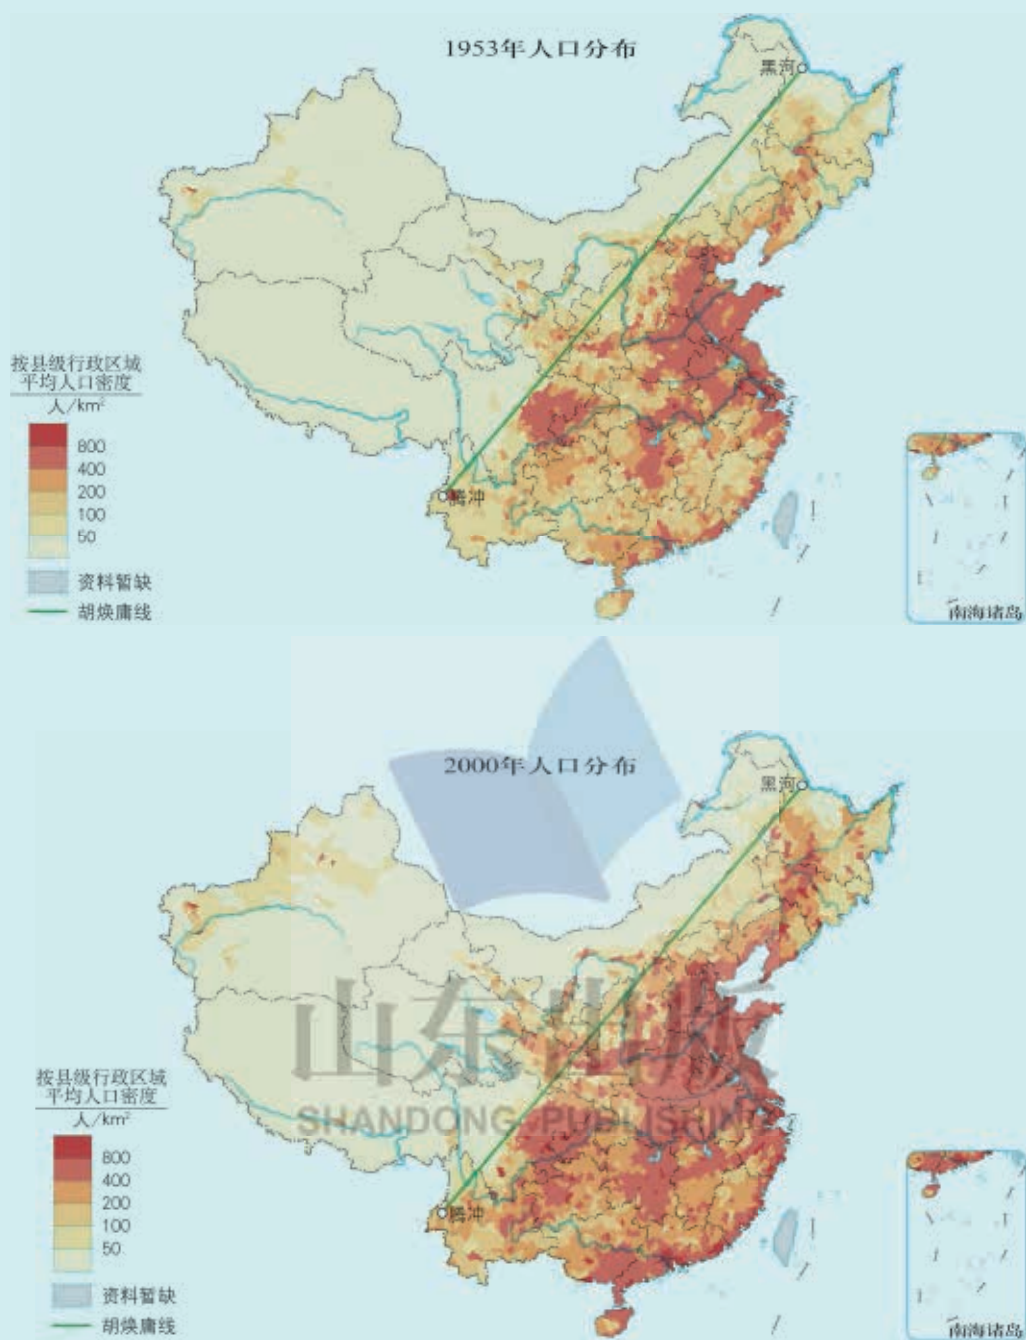 1953年人口分布
黑河
按县级行政区域
平均人口密度
人/km²
800
400
200
100
50
资料暂缺
胡焕庸线
腾冲
南海诸岛
2000年人口分布
黑河
山东出版
SHANDONG PUBLISHING
按县级行政区域
平均人口密度
人/km²
800
400
200
100
50
资料暂缺
胡焕庸线
腾冲
南海诸岛